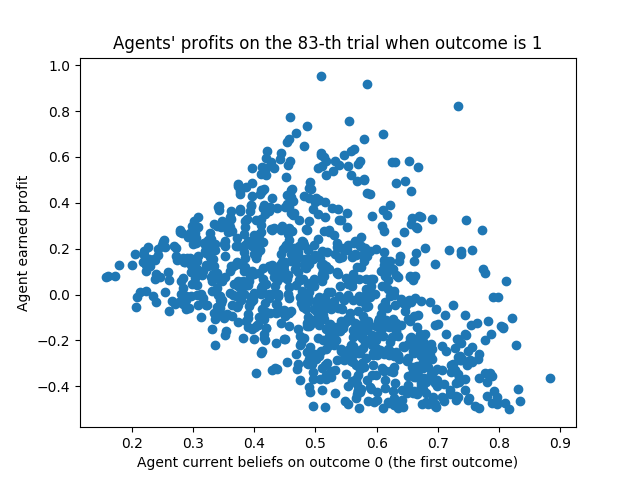 Agents' profits on the 83-th trial when outcome is 1
1.0
0.8
0.6
0.4
0.2
0.0
−0.2
−0.4
Agent earned profit
0.2 0.3 0.4 0.5 0.6 0.7 0.8 0.9
Agent current beliefs on outcome 0 (the first outcome)